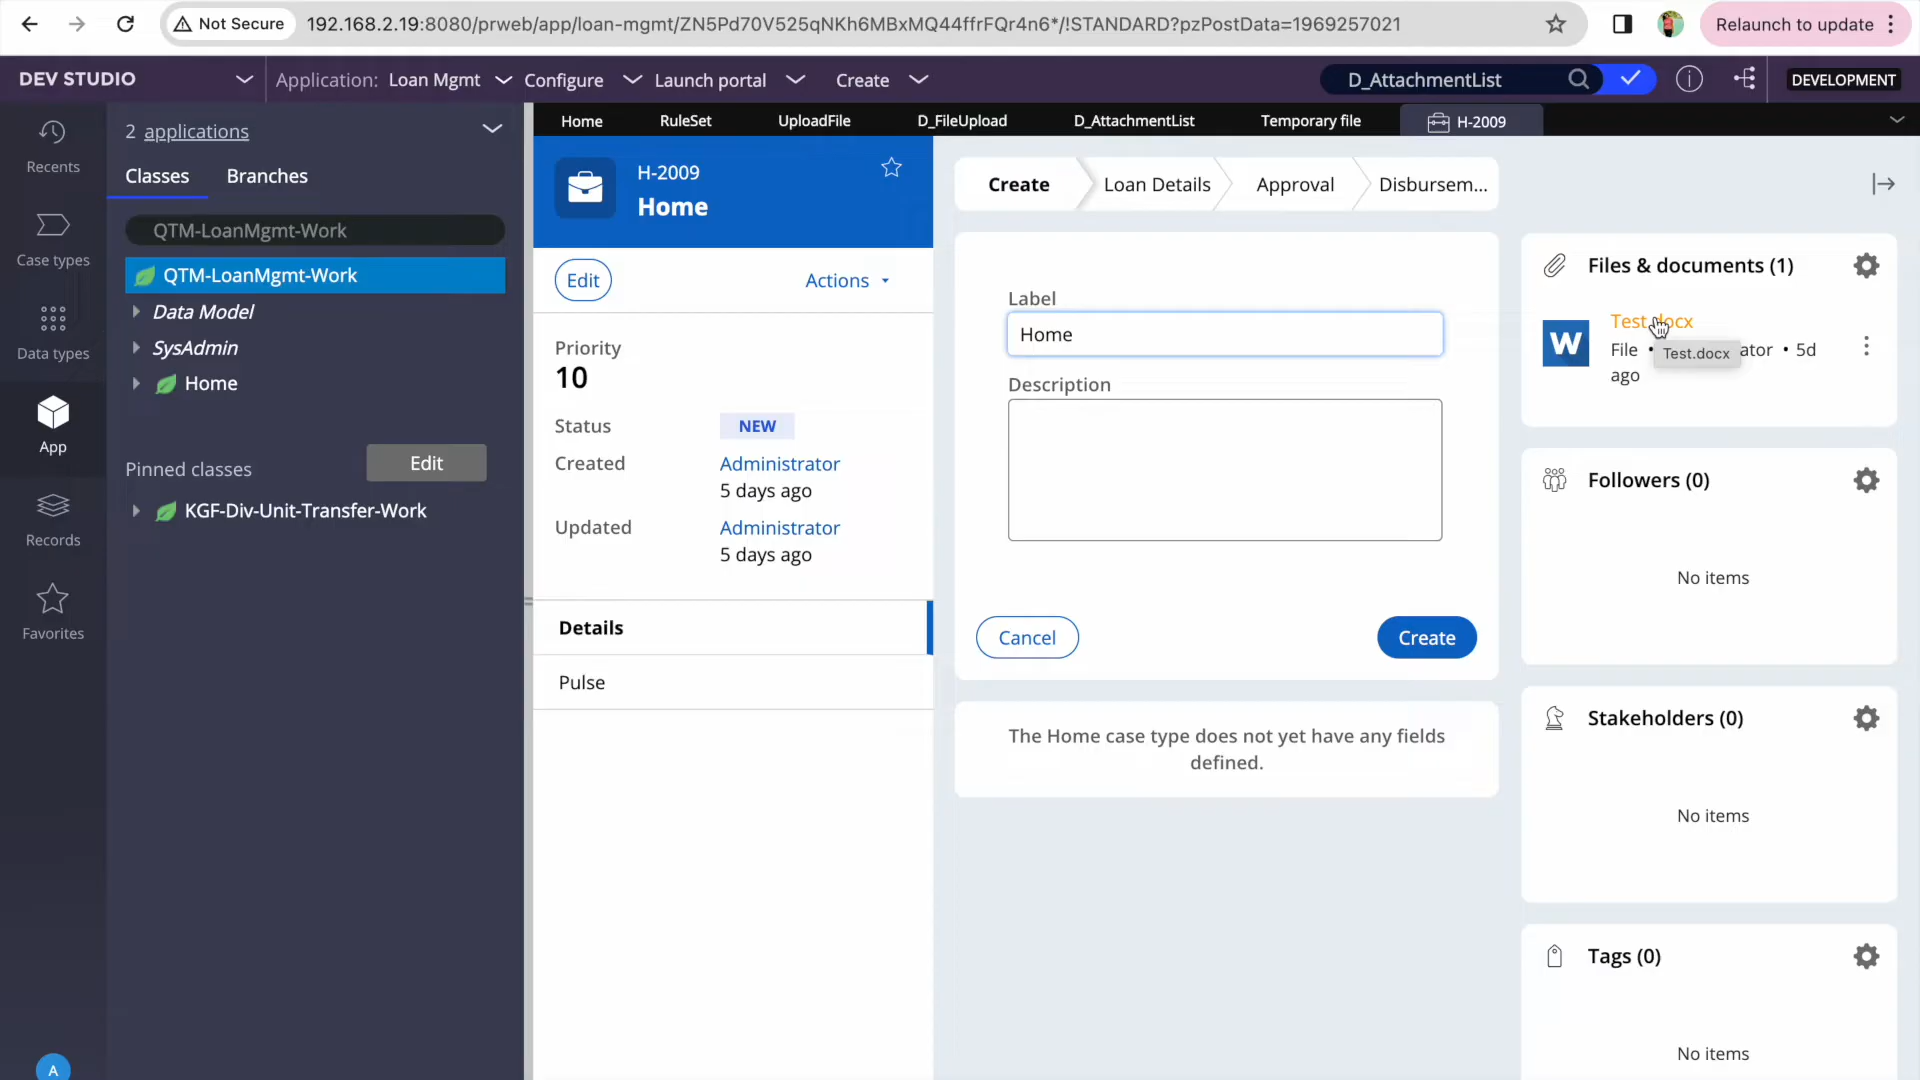 Not Secure
192.168.2.19:8080/prweb/app/loan-mgmt/ZN5Pd70V525qNKh6MBxMQ44ffrFQr4n6*/!STANDARD?pzPostData=1969257021
Relaunch to update
DEV STUDIO
Application: Loan Mgmt
Configure
Launch portal
Create
D_AttachmentList
DEVELOPMENT
Home
RuleSet
UploadFile
D_FileUpload
D_AttachmentList
Temporary file
H-2009
Recents
Case types
Data types
App
Records
Favorites
A
2 applications
Classes
Branches
QTM-LoanMgmt-Work
QTM-LoanMgmt-Work
Data Model
SysAdmin
Home
Pinned classes
Edit
KGF-Div-Unit-Transfer-Work
H-2009
Home
Edit
Actions
Priority
10
Status
NEW
Created
Administrator
5 days ago
Updated
Administrator
5 days ago
Details
Pulse
Create
Loan Details
Approval
Disbursem...
Label
Home
Description
Cancel
Create
The Home case type does not yet have any fields
defined.
Files & documents (1)
W
Test.docx
File • ator • 5d
ago
Test.docx
Followers (0)
No items
Stakeholders (0)
No items
Tags (0)
No items